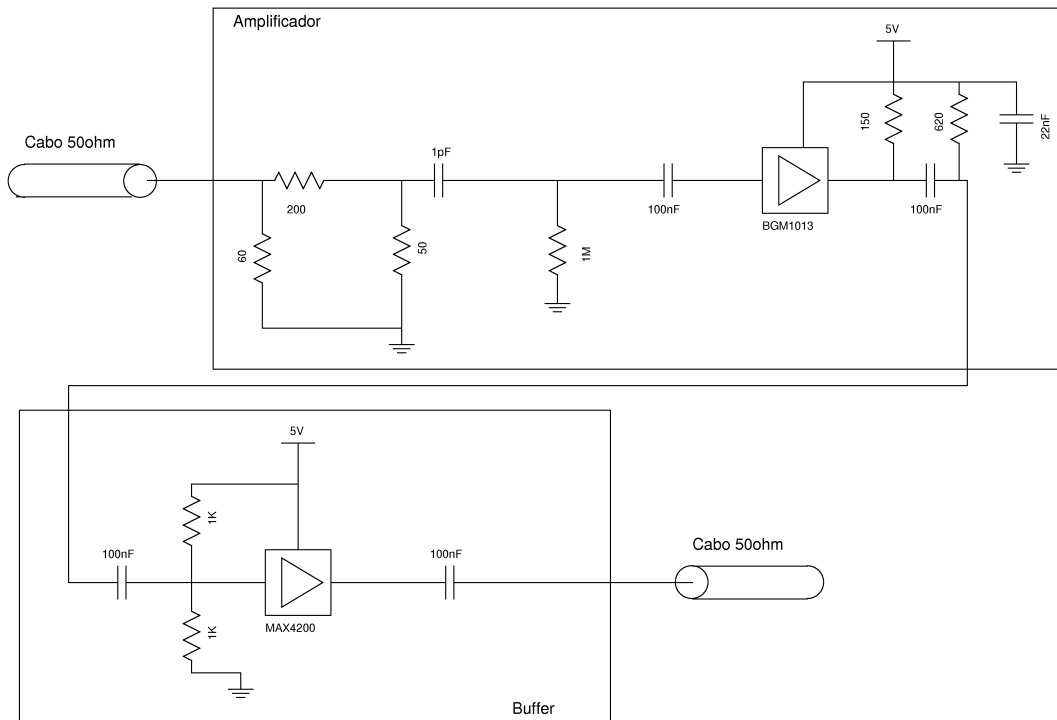 Amplificador
5V
Cabo 50ohm
150
620
22nF
1pF
200
100nF
BGM1013
100nF
60
50
1M
5V
1K
100nF
100nF
Cabo 50ohm
MAX4200
1K
Buffer